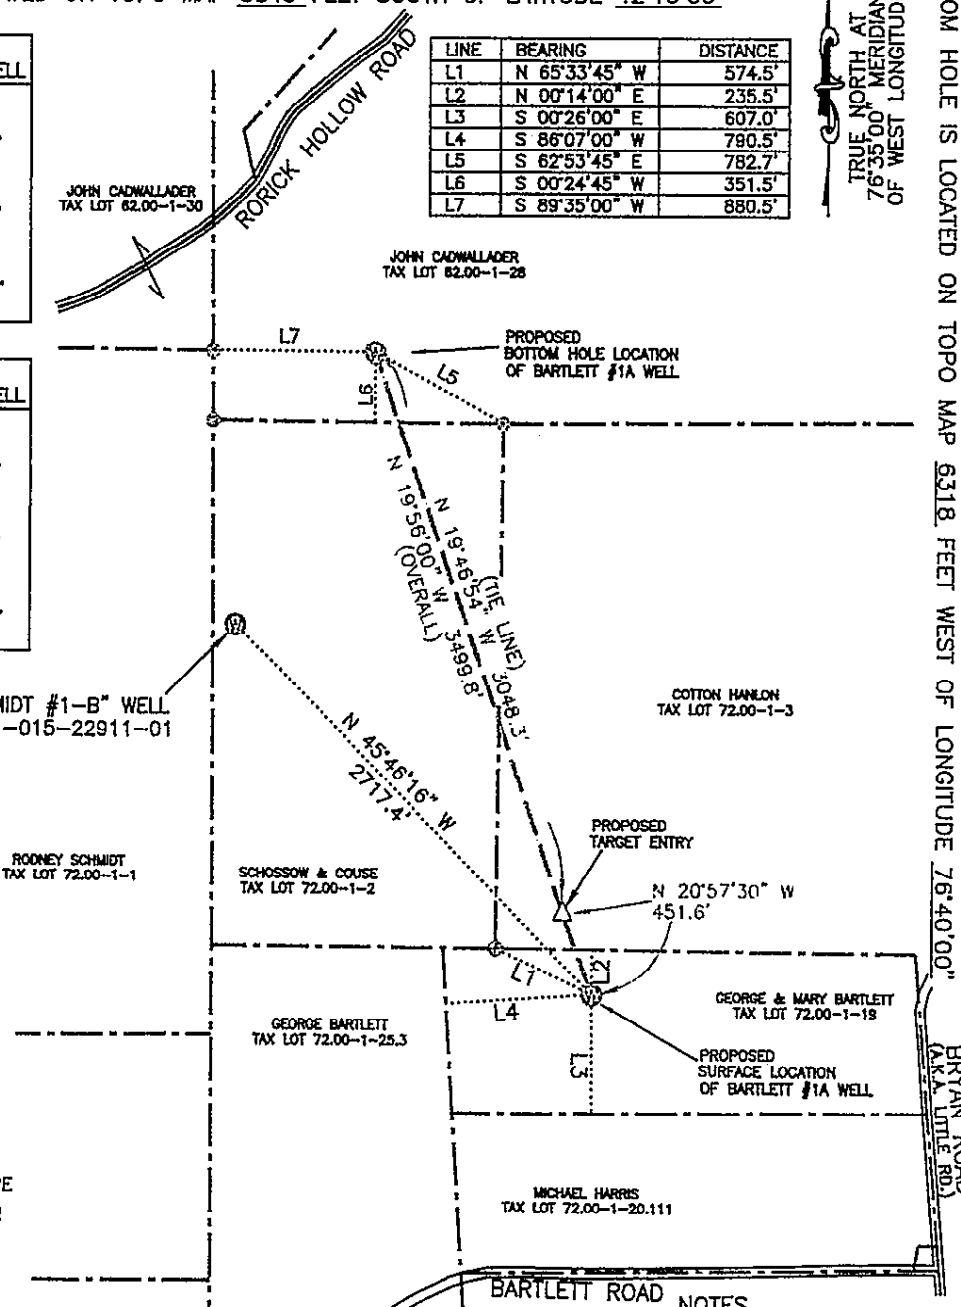 LINE BEARING DISTANCE
L1 N 65°33'45" W 574.5'
L2 N 00°14'00" E 235.5'
L3 S 00°26'00" E 607.0'
L4 S 86°07'00" W 790.5'
L5 S 62°53'45" E 782.7'
L6 S 00°24'45" W 351.5'
L7 S 89°35'00" W 880.5'
TRUE NORTH AT
76°35'00" MERIDIAN
OF WEST LONGITUD
OM HOLE IS LOCATED ON TOPO MAP 6318 FEET WEST OF LONGITUDE 76°40'00"
ELL
RORICK HOLLOW ROAD
JOHN CADWALLADER
TAX LOT 62.00-1-30
JOHN CADWALLADER
TAX LOT 62.00-1-28
L7
PROPOSED
BOTTOM HOLE LOCATION
OF BARTLETT #1A WELL
L5
L6
ELL
N 19°46'54" W 3048.3'
(TIE LINE)
N 19°56'00" W 3499.8'
(OVERALL)
MIDT #1-B" WELL
-015-22911-01
COTTON HANLON
TAX LOT 72.00-1-3
N 45°46'16" W
2717.4'
PROPOSED
TARGET ENTRY
RODNEY SCHMIDT
TAX LOT 72.00-1-1
SCHOSSOW & COUSE
TAX LOT 72.00-1-2
N 20°57'30" W
451.6'
L1
L2
L4
L3
GEORGE & MARY BARTLETT
TAX LOT 72.00-1-19
GEORGE BARTLETT
TAX LOT 72.00-1-25.3
PROPOSED
SURFACE LOCATION
OF BARTLETT #1A WELL
BRYAN ROAD
(A.K.A. LITTLE RD.)
MICHAEL HARRIS
TAX LOT 72.00-1-20.111
BARTLETT ROAD
NOTES